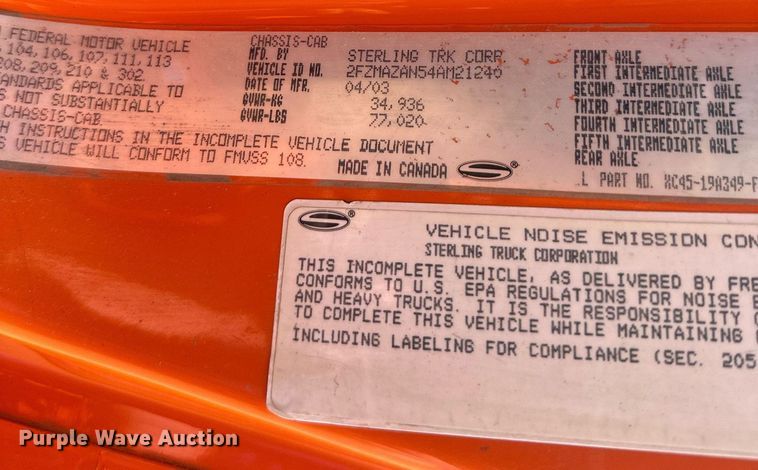 FEDERAL MOTOR VEHICLE
104, 106, 107, 111, 113
208, 209, 210 & 302
ANDARDS APPLICABLE TO
S NOT SUBSTANTIALLY
CHASSIS-CAB
H INSTRUCTIONS IN THE INCOMPLETE VEHICLE DOCUMENT
S VEHICLE WILL CONFORM TO FMVSS 108.
CHASSIS-CAB
MFD. BY STERLING TRK CORP
VEHICLE ID NO. 2FZMAZAN54AM21240
DATE OF MFR. 04/03
GVWR-KG 34,936
GVWR-LBS 77,020
MADE IN CANADA S®
FRONT AXLE
FIRST INTERMEDIATE AXLE
SECOND INTERMEDIATE AXLE
THIRD INTERMEDIATE AXLE
FOURTH INTERMEDIATE AXLE
FIFTH INTERMEDIATE AXLE
REAR AXLE
L PART NO. XC45-19A349-F
S®
VEHICLE NOISE EMISSION CON
STERLING TRUCK CORPORATION
THIS INCOMPLETE VEHICLE, AS DELIVERED BY FRE
CONFORMS TO U.S. EPA REGULATIONS FOR NOISE E
AND HEAVY TRUCKS. IT IS THE RESPONSIBILITY O
TO COMPLETE THIS VEHICLE WHILE MAINTAINING
INCLUDING LABELING FOR COMPLIANCE (SEC. 205
Purple Wave Auction